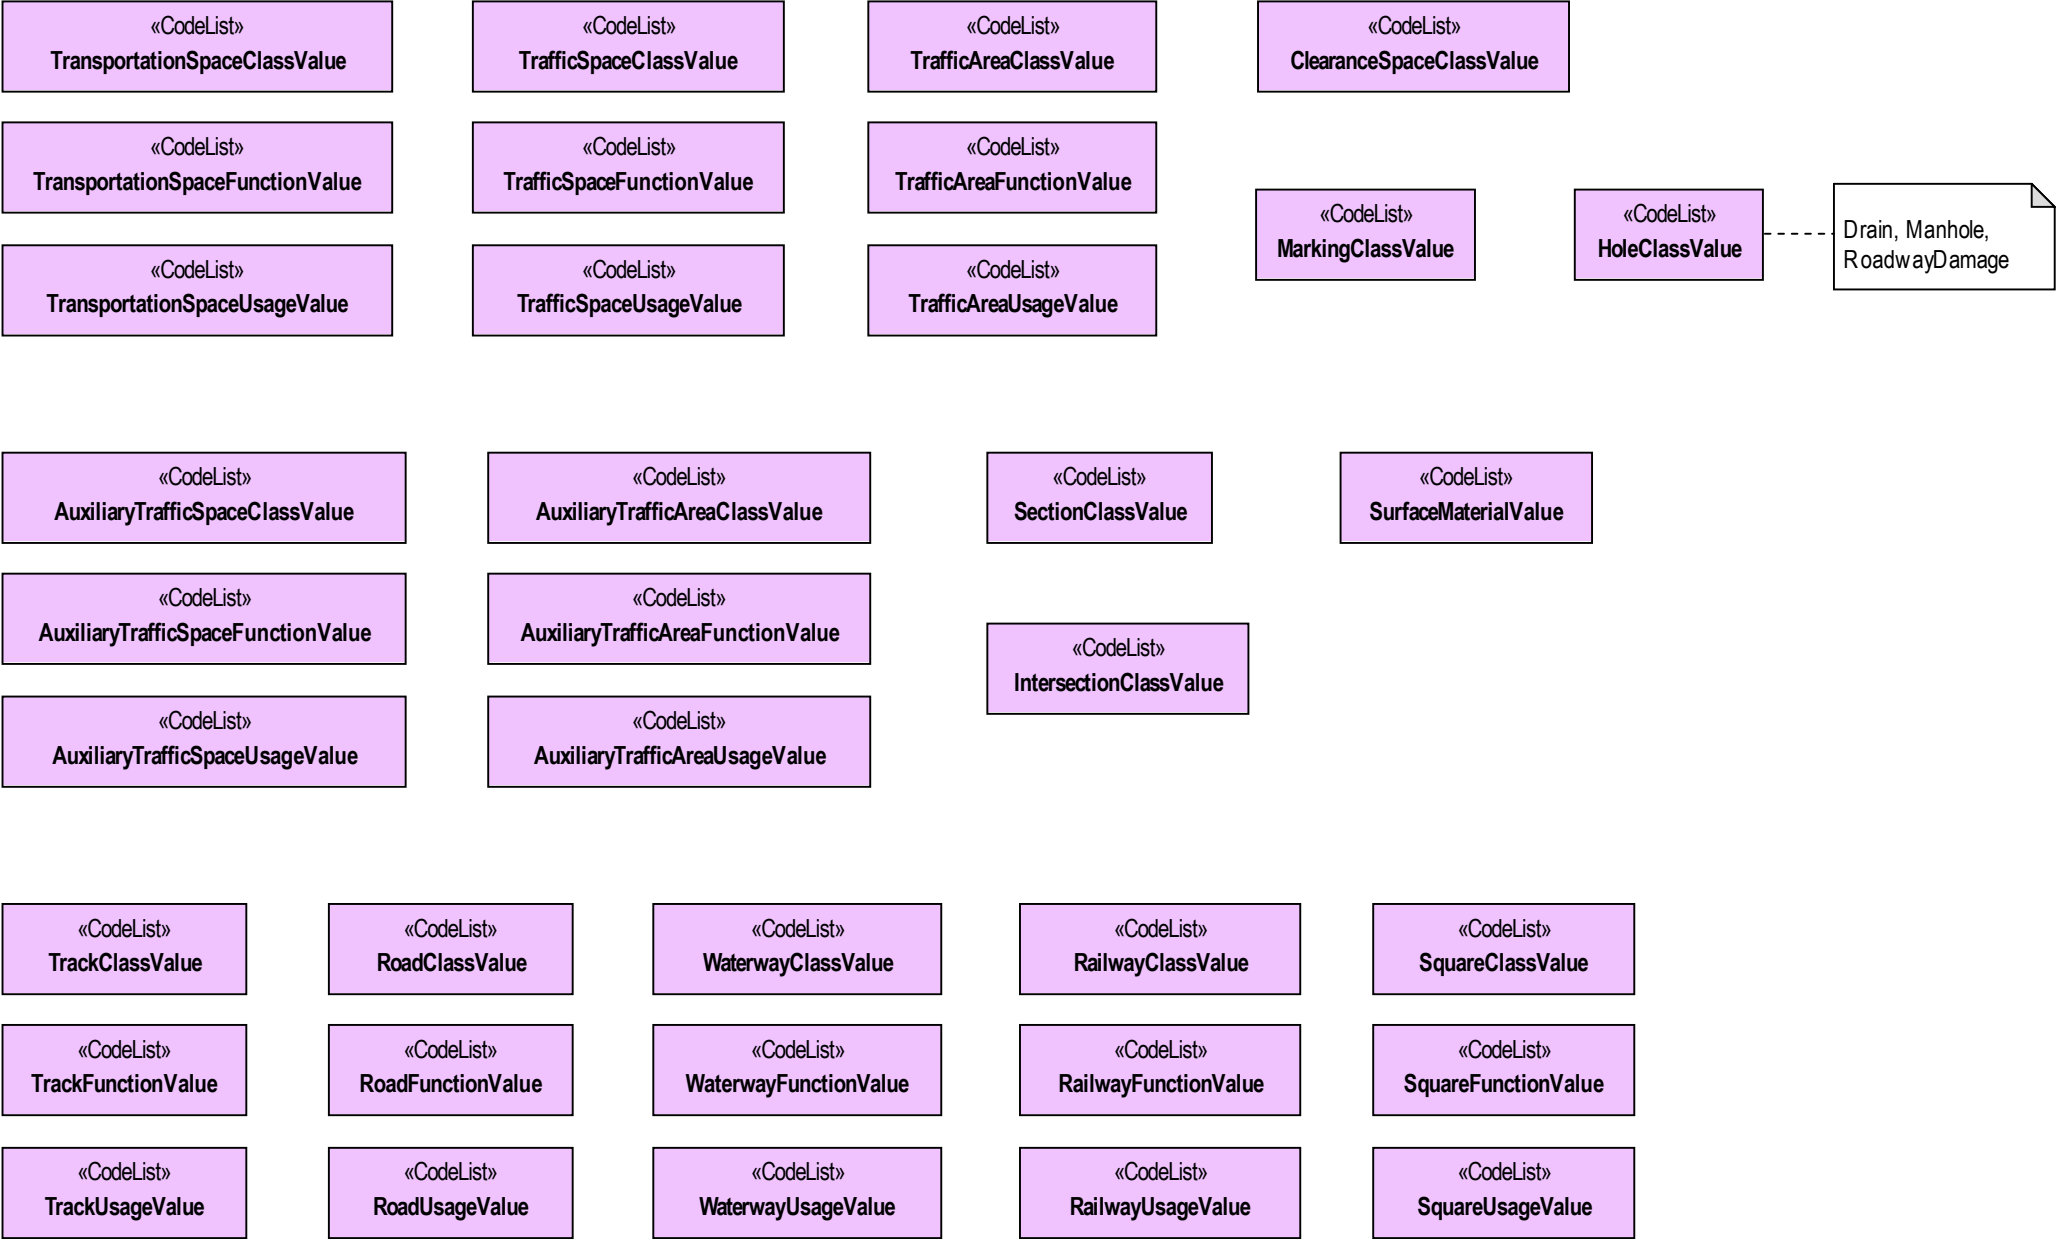 «CodeList»
TransportationSpaceClassValue
«CodeList»
TrafficSpaceClassValue
«CodeList»
TrafficAreaClassValue
«CodeList»
ClearanceSpaceClassValue
«CodeList»
TransportationSpaceFunctionValue
«CodeList»
TrafficSpaceFunctionValue
«CodeList»
TrafficAreaFunctionValue
«CodeList»
MarkingClassValue
«CodeList»
HoleClassValue
Drain, Manhole,
RoadwayDamage
«CodeList»
TransportationSpaceUsageValue
«CodeList»
TrafficSpaceUsageValue
«CodeList»
TrafficAreaUsageValue
«CodeList»
AuxiliaryTrafficSpaceClassValue
«CodeList»
AuxiliaryTrafficAreaClassValue
«CodeList»
SectionClassValue
«CodeList»
SurfaceMaterialValue
«CodeList»
AuxiliaryTrafficSpaceFunctionValue
«CodeList»
AuxiliaryTrafficAreaFunctionValue
«CodeList»
IntersectionClassValue
«CodeList»
AuxiliaryTrafficSpaceUsageValue
«CodeList»
AuxiliaryTrafficAreaUsageValue
«CodeList»
TrackClassValue
«CodeList»
RoadClassValue
«CodeList»
WaterwayClassValue
«CodeList»
RailwayClassValue
«CodeList»
SquareClassValue
«CodeList»
TrackFunctionValue
«CodeList»
RoadFunctionValue
«CodeList»
WaterwayFunctionValue
«CodeList»
RailwayFunctionValue
«CodeList»
SquareFunctionValue
«CodeList»
TrackUsageValue
«CodeList»
RoadUsageValue
«CodeList»
WaterwayUsageValue
«CodeList»
RailwayUsageValue
«CodeList»
SquareUsageValue